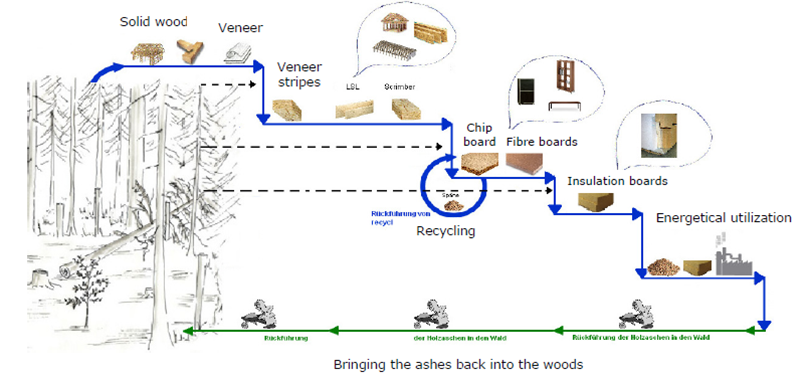 Solid wood
Veneer
Veneer
stripes
LSL
Scrimber
Chip
board
Fibre boards
Insulation boards
Energetical utilization
Späne
Rückführung von
recycl
Recycling
Rückführung
der Holzaschen in den Wald
Rückführung der Holzaschen in den Wald
Bringing the ashes back into the woods